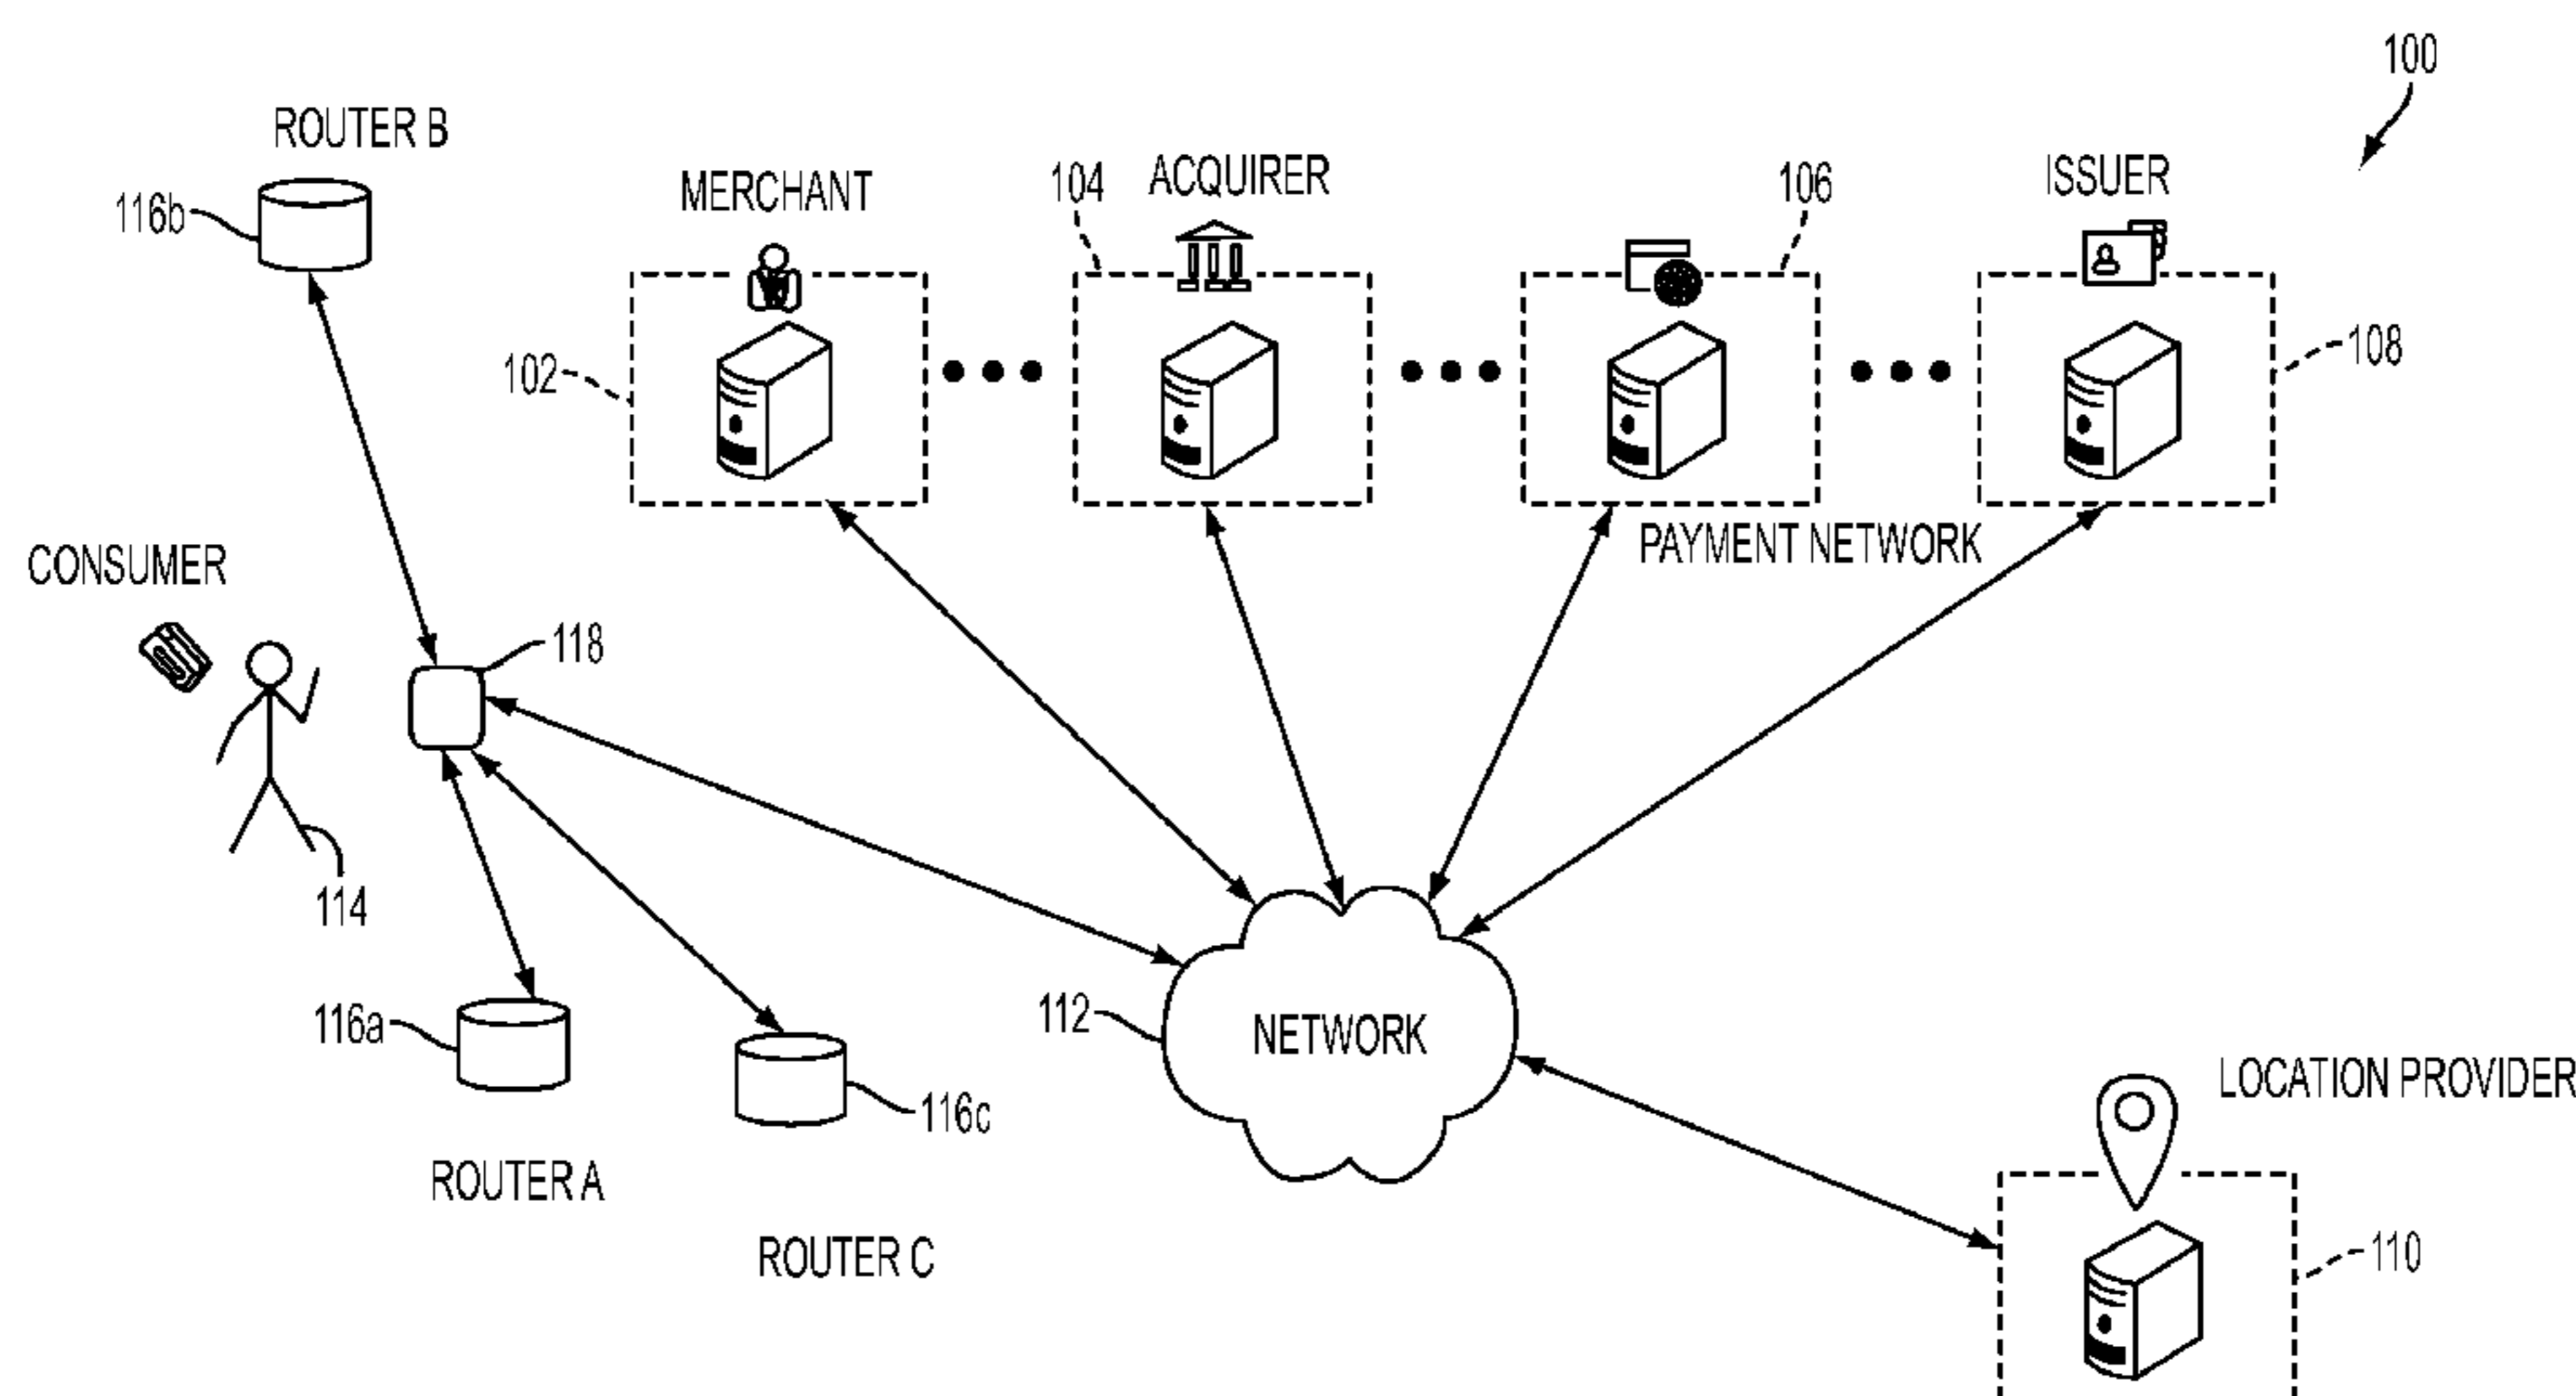 100
ROUTER B
116b
MERCHANT
104
ACQUIRER
106
ISSUER
102
108
PAYMENT NETWORK
CONSUMER
118
114
116a
112
NETWORK
116c
LOCATION PROVIDER
ROUTER A
ROUTER C
110